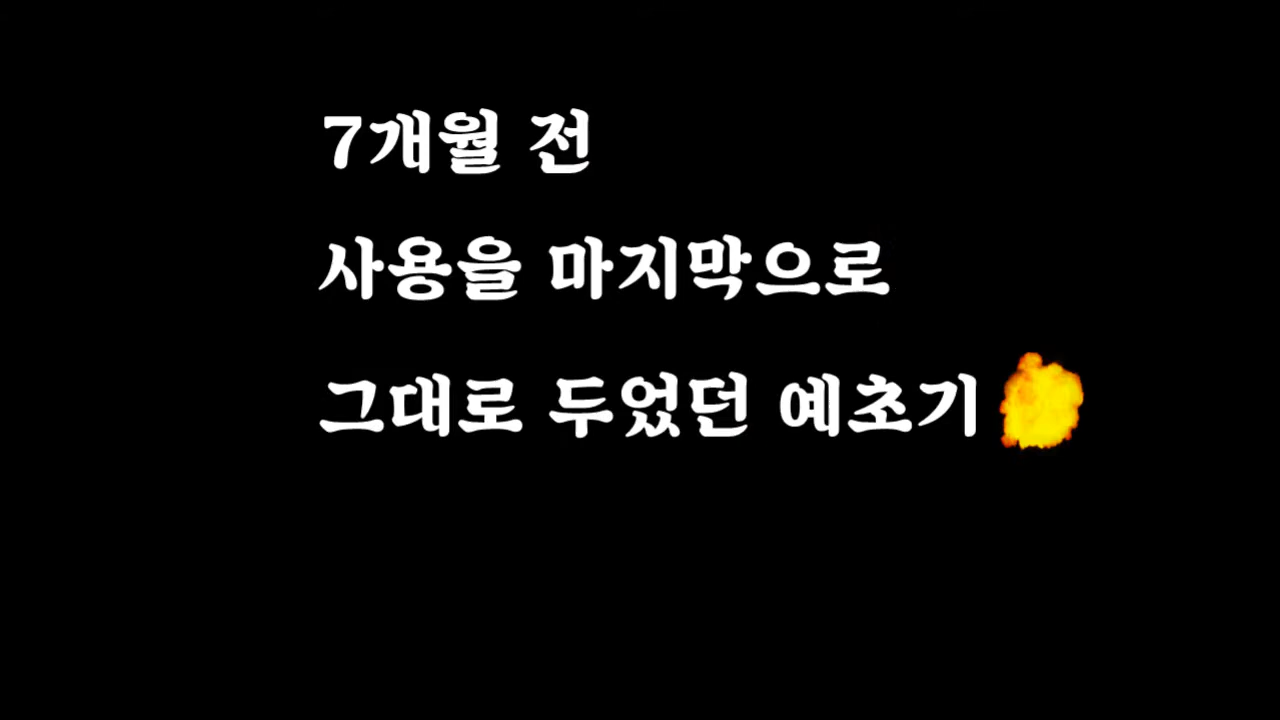 7개월 전
사용을 마지막으로
그대로 두었던 예초기